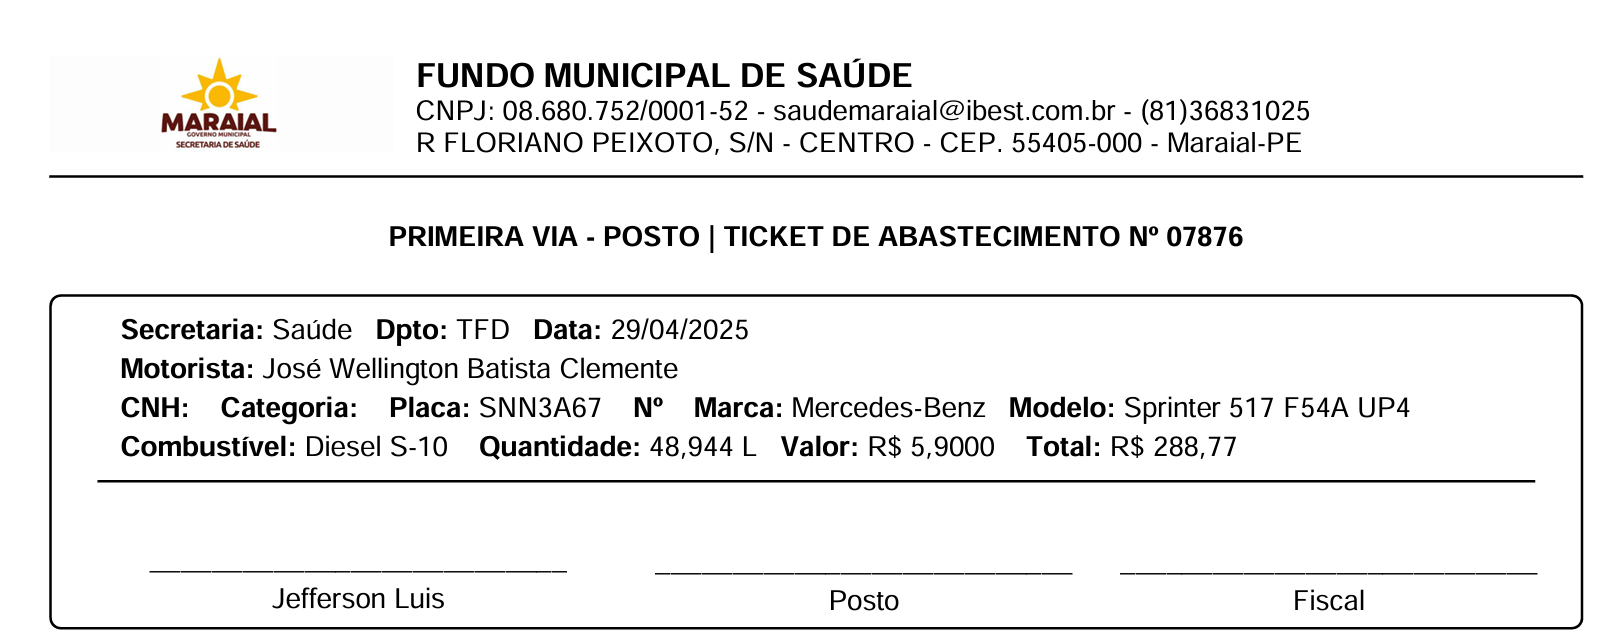 MARAIAL
GOVERNO MUNICIPAL
SECRETARIA DE SAÚDE
FUNDO MUNICIPAL DE SAÚDE
CNPJ: 08.680.752/0001-52 - saudemaraial@ibest.com.br - (81)36831025
R FLORIANO PEIXOTO, S/N - CENTRO - CEP. 55405-000 - Maraial-PE
PRIMEIRA VIA - POSTO | TICKET DE ABASTECIMENTO Nº 07876
Secretaria: Saúde Dpto: TFD Data: 29/04/2025
Motorista: José Wellington Batista Clemente
CNH: Categoria: Placa: SNN3A67 Nº Marca: Mercedes-Benz Modelo: Sprinter 517 F54A UP4
Combustível: Diesel S-10 Quantidade: 48,944 L Valor: R$ 5,9000 Total: R$ 288,77
Jefferson Luis Posto Fiscal